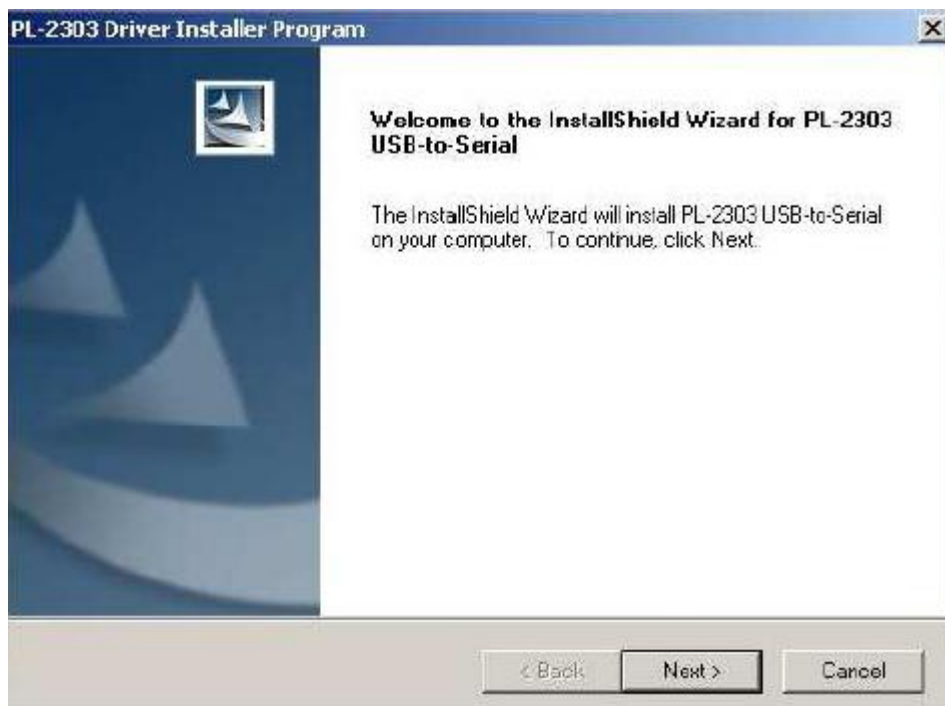 PL-2303 Driver Installer Program
Welcome to the InstallShield Wizard for PL-2303
USB-to-Serial
The InstallShield Wizard will install PL-2303 USB-to-Serial
on your computer. To continue, click Next.
< Back
Next >
Cancel